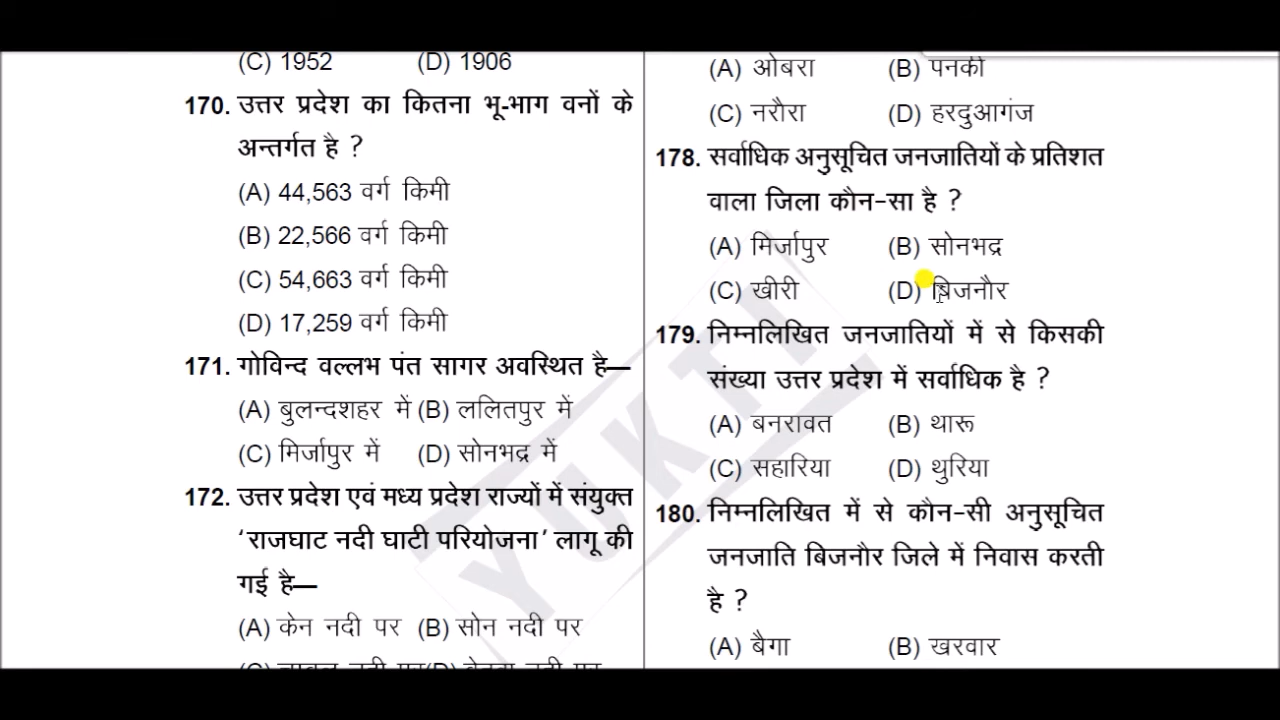 (C) 1952 (D) 1906
170. उत्तर प्रदेश का कितना भू-भाग वनों के
अन्तर्गत है ?
(A) 44,563 वर्ग किमी
(B) 22,566 वर्ग किमी
(C) 54,663 वर्ग किमी
(D) 17,259 वर्ग किमी
171. गोविन्द वल्लभ पंत सागर अवस्थित है—
(A) बुलन्दशहर में (B) ललितपुर में
(C) मिर्जापुर में (D) सोनभद्र में
172. उत्तर प्रदेश एवं मध्य प्रदेश राज्यों में संयुक्त
‘राजघाट नदी घाटी परियोजना’ लागू की
गई है—
(A) केन नदी पर (B) सोन नदी पर
(A) ओबरा (B) पनकी
(C) नरौरा (D) हरदुआगंज
178. सर्वाधिक अनुसूचित जनजातियों के प्रतिशत
वाला जिला कौन-सा है ?
(A) मिर्जापुर (B) सोनभद्र
(C) खीरी (D) बिजनौर
179. निम्नलिखित जनजातियों में से किसकी
संख्या उत्तर प्रदेश में सर्वाधिक है ?
(A) बनरावत (B) थारू
(C) सहारिया (D) थुरिया
180. निम्नलिखित में से कौन-सी अनुसूचित
जनजाति बिजनौर जिले में निवास करती
है ?
(A) बैगा (B) खरवार
YUKTI